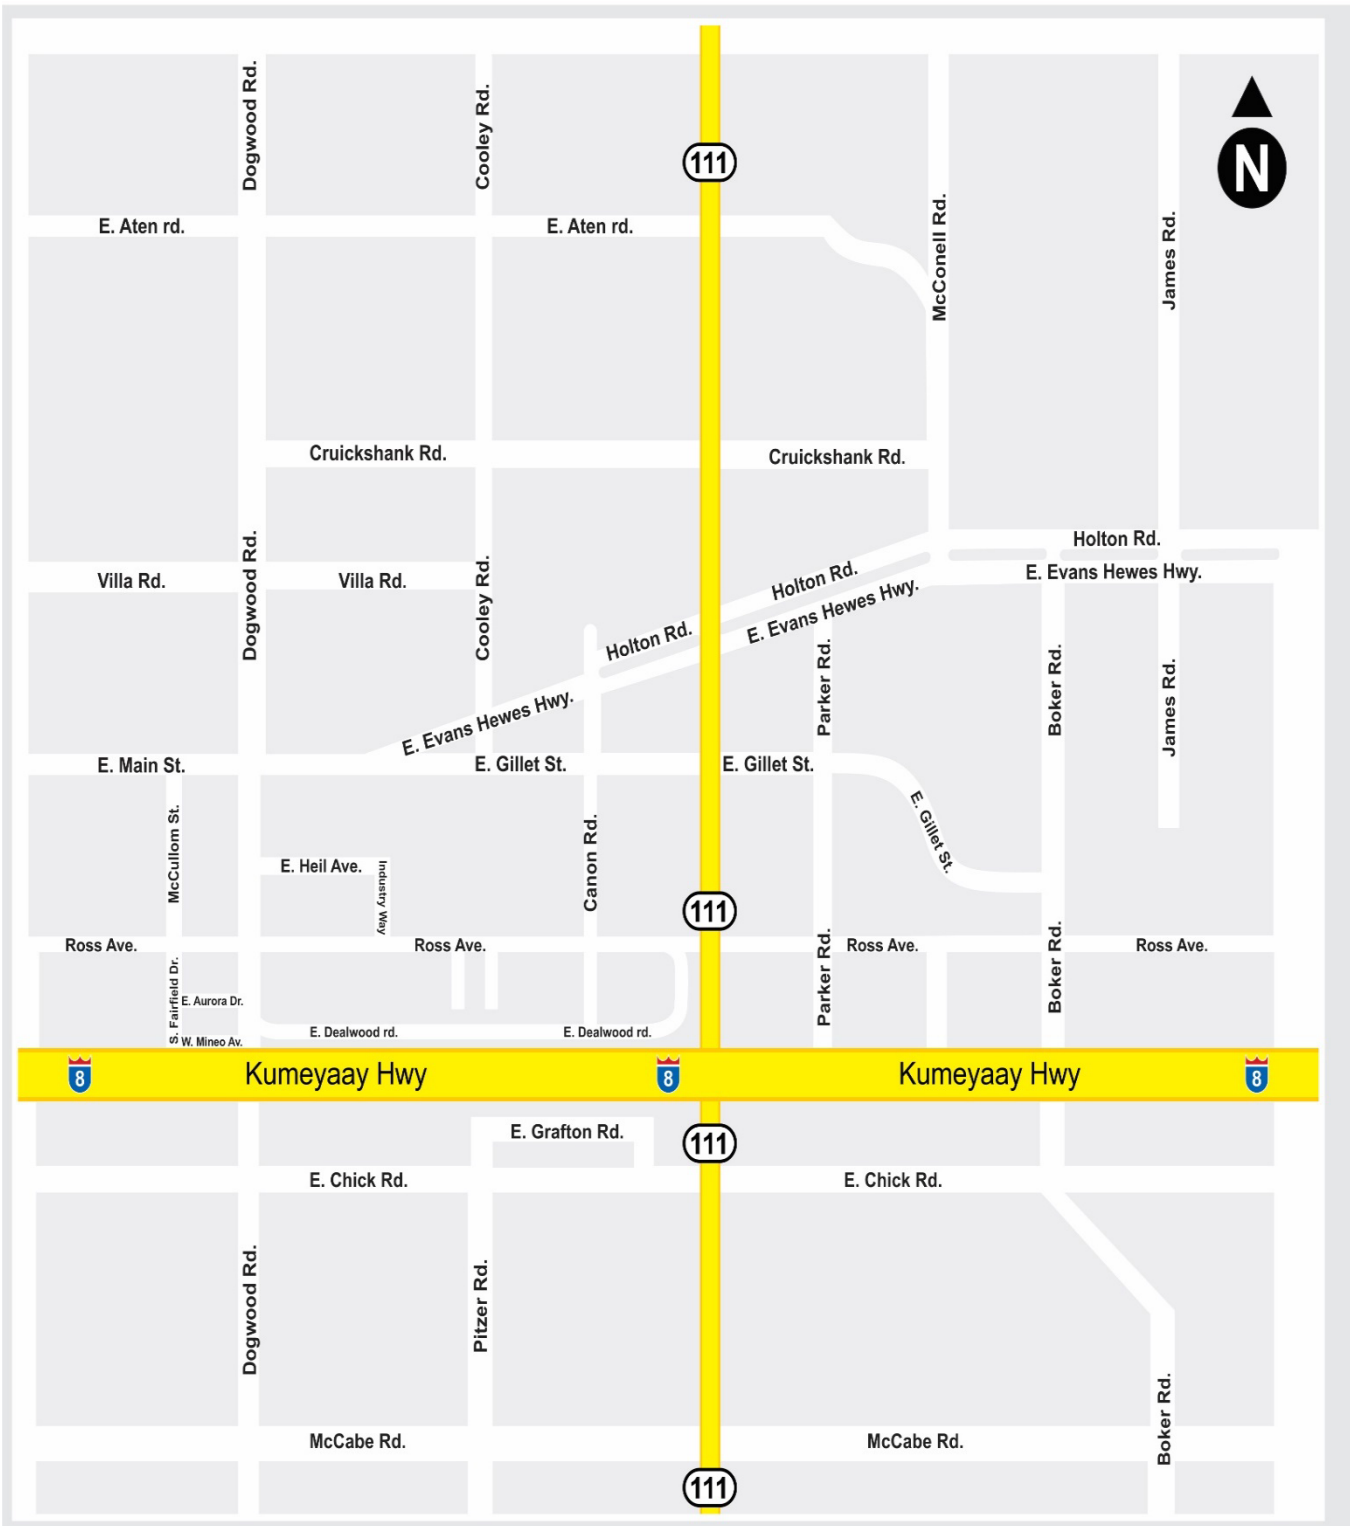 Dogwood Rd.
Cooley Rd.
111
N
E. Aten rd.
E. Aten rd.
McConell Rd.
James Rd.
Cruickshank Rd.
Cruickshank Rd.
Holton Rd.
E. Evans Hewes Hwy.
Villa Rd.
Dogwood Rd.
Villa Rd.
Cooley Rd.
Holton Rd.
Holton Rd.
E. Evans Hewes Hwy.
E. Evans Hewes Hwy.
Parker Rd.
Boker Rd.
James Rd.
E. Main St.
E. Gillet St.
E. Gillet St.
E. Gillet St.
McCullom St.
E. Heil Ave.
Industry Way
Canon Rd.
111
Ross Ave.
Ross Ave.
Ross Ave.
Ross Ave.
Parker Rd.
Boker Rd.
S. Fairfield Dr.
E. Aurora Dr.
W. Mineo Av.
E. Dealwood rd.
E. Dealwood rd.
8
Kumeyaay Hwy
8
Kumeyaay Hwy
8
E. Grafton Rd.
111
E. Chick Rd.
E. Chick Rd.
Dogwood Rd.
Pitzer Rd.
Boker Rd.
McCabe Rd.
McCabe Rd.
111